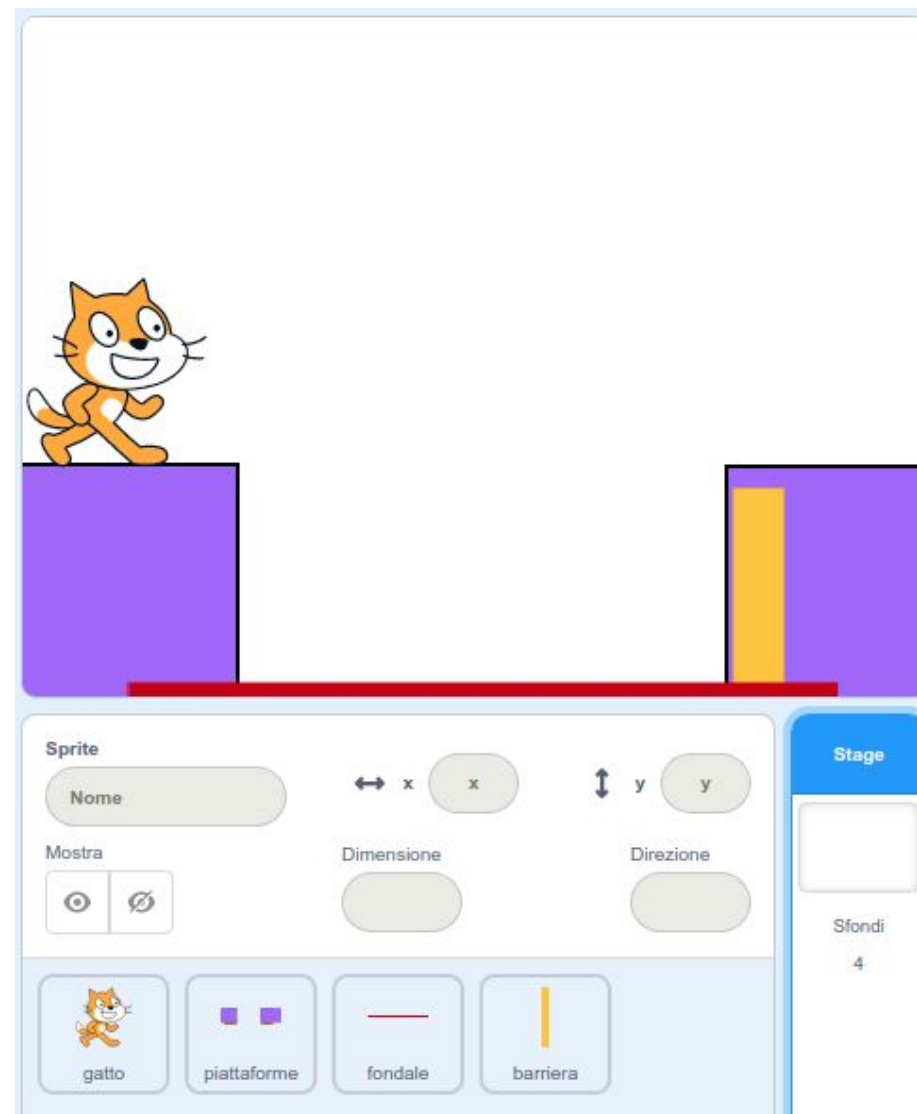 Sprite
Nome
x x
y y
Stage
Mostra
Dimensione
Direzione
Sfondi
4
gatto
piattaforme
fondale
barriera